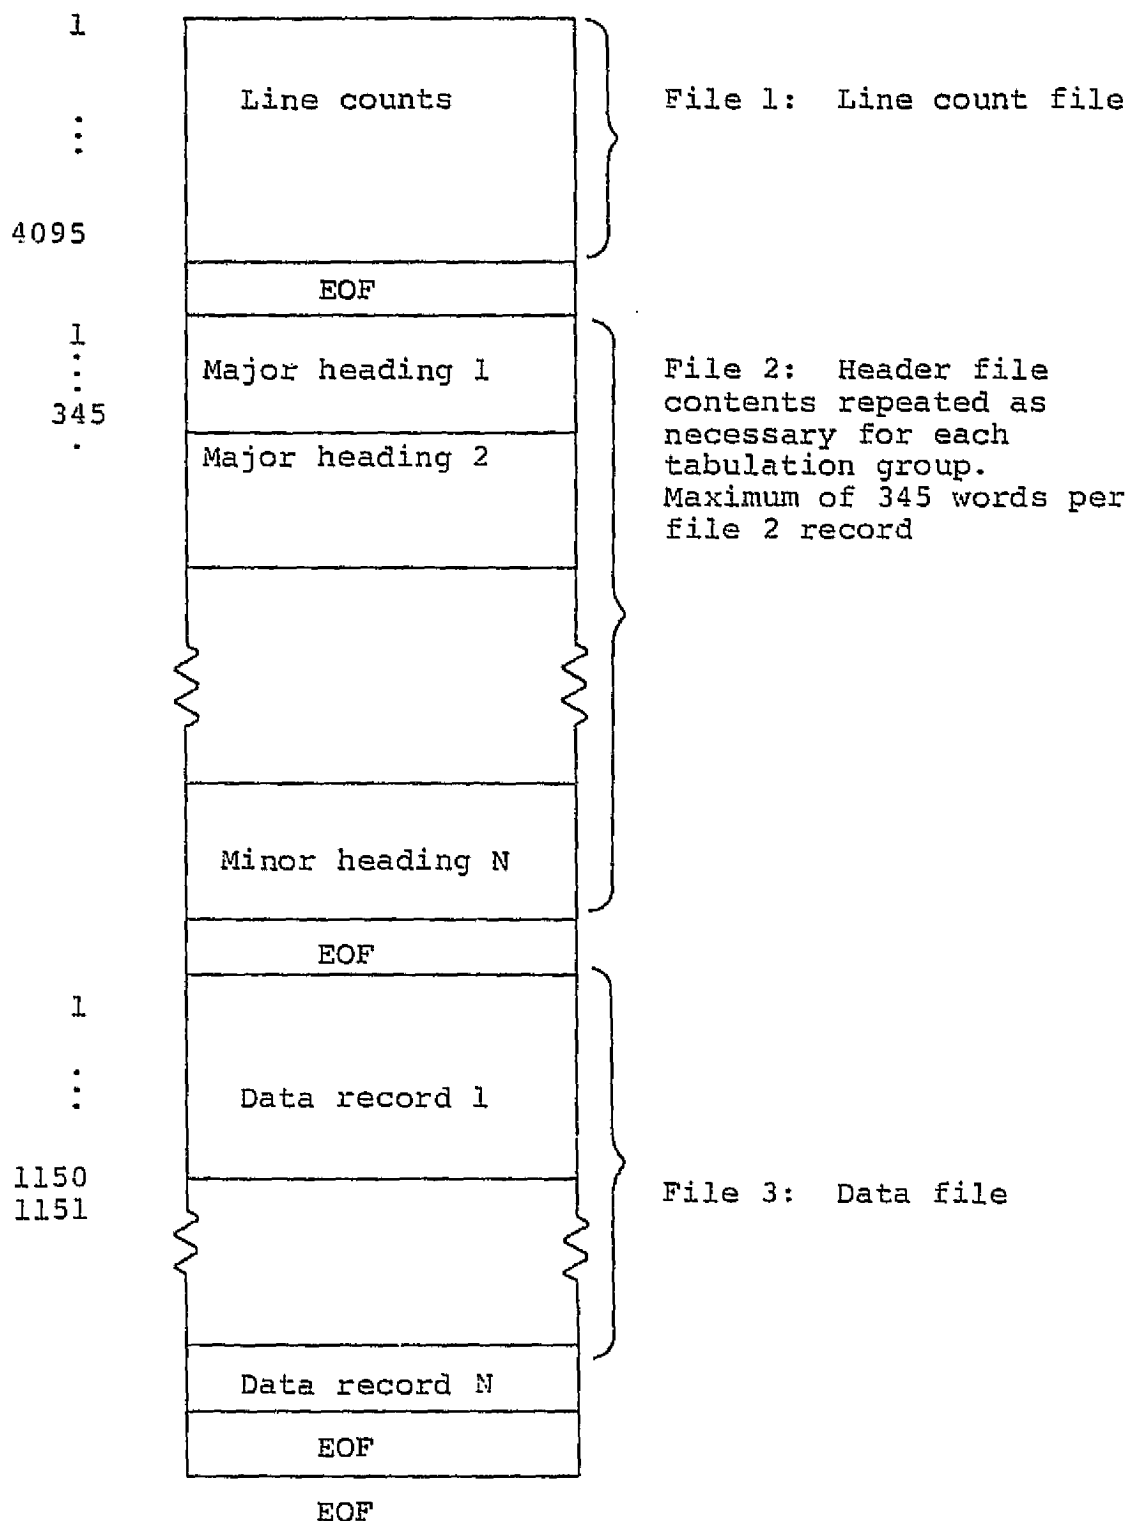 1
Line counts
File 1: Line count file
4095
EOF
1
Major heading 1
345
Major heading 2
File 2: Header file
contents repeated as
necessary for each
tabulation group.
Maximum of 345 words per
file 2 record
Minor heading N
EOF
1
Data record 1
1150
1151
File 3: Data file
Data record N
EOF
EOF